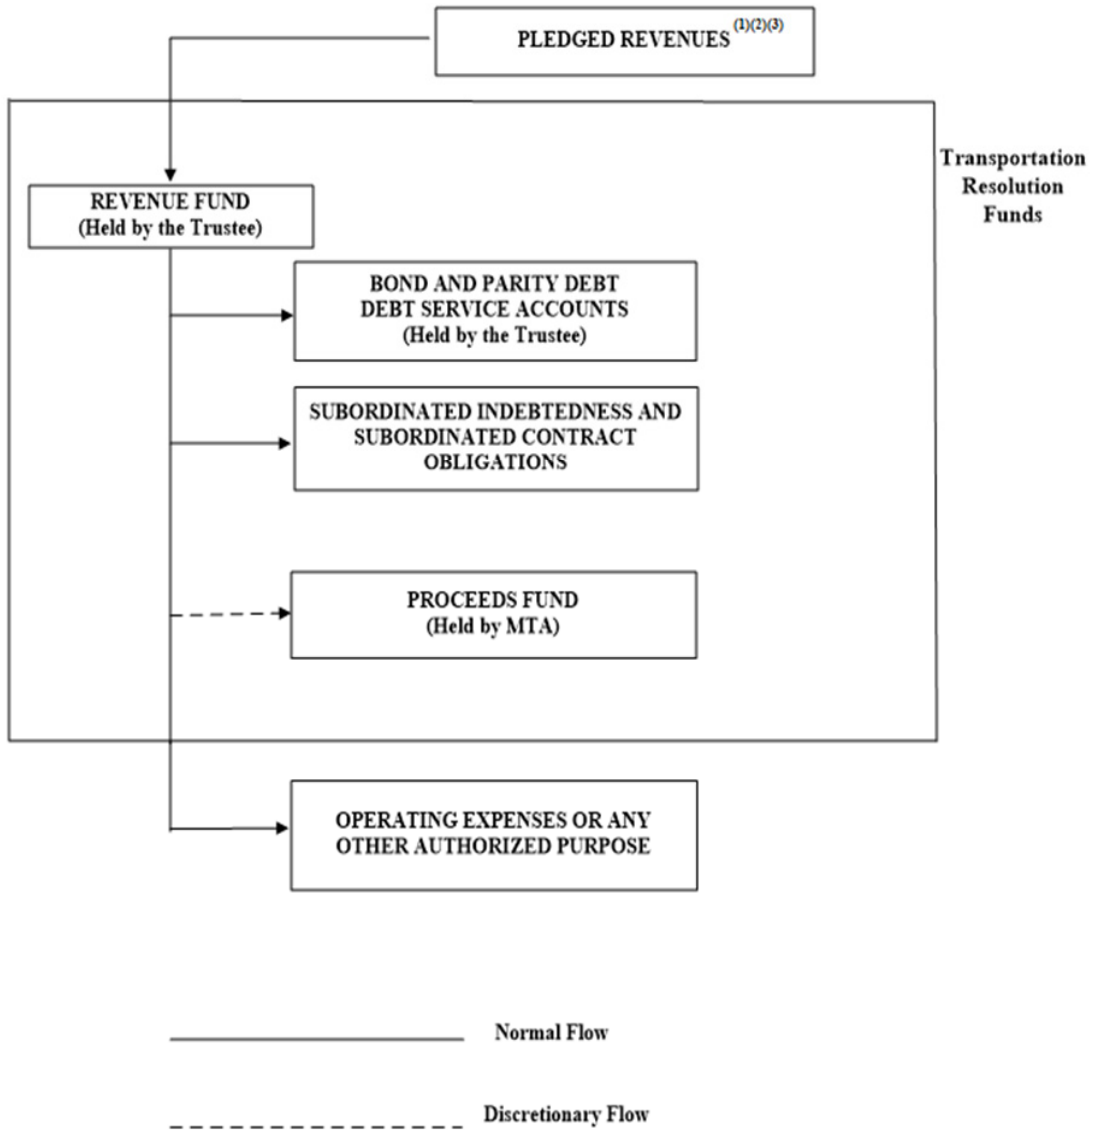 PLEDGED REVENUES (1)(2)(3)
Transportation
Resolution
Funds
REVENUE FUND
(Held by the Trustee)
BOND AND PARITY DEBT
DEBT SERVICE ACCOUNTS
(Held by the Trustee)
SUBORDINATED INDEBTEDNESS AND
SUBORDINATED CONTRACT
OBLIGATIONS
PROCEEDS FUND
(Held by MTA)
OPERATING EXPENSES OR ANY
OTHER AUTHORIZED PURPOSE
Normal Flow
Discretionary Flow